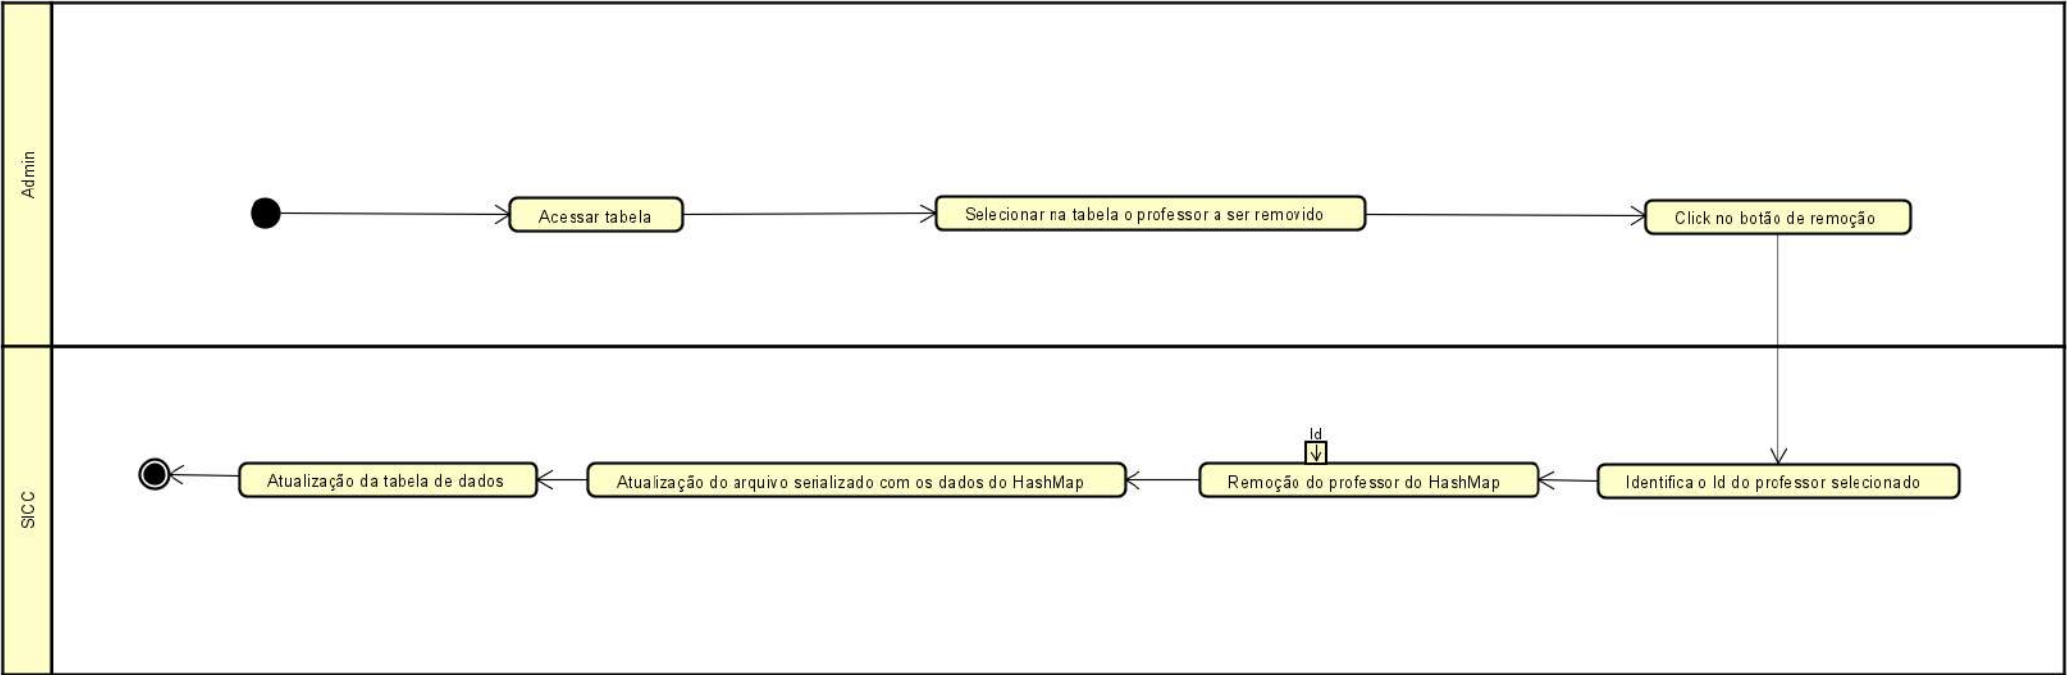 Admin
Acessar tabela
Selecionar na tabela o professor a ser removido
Click no botão de remoção
SICC
Id
Atualização da tabela de dados
Atualização do arquivo serializado com os dados do HashMap
Remoção do professor do HashMap
Identifica o Id do professor selecionado